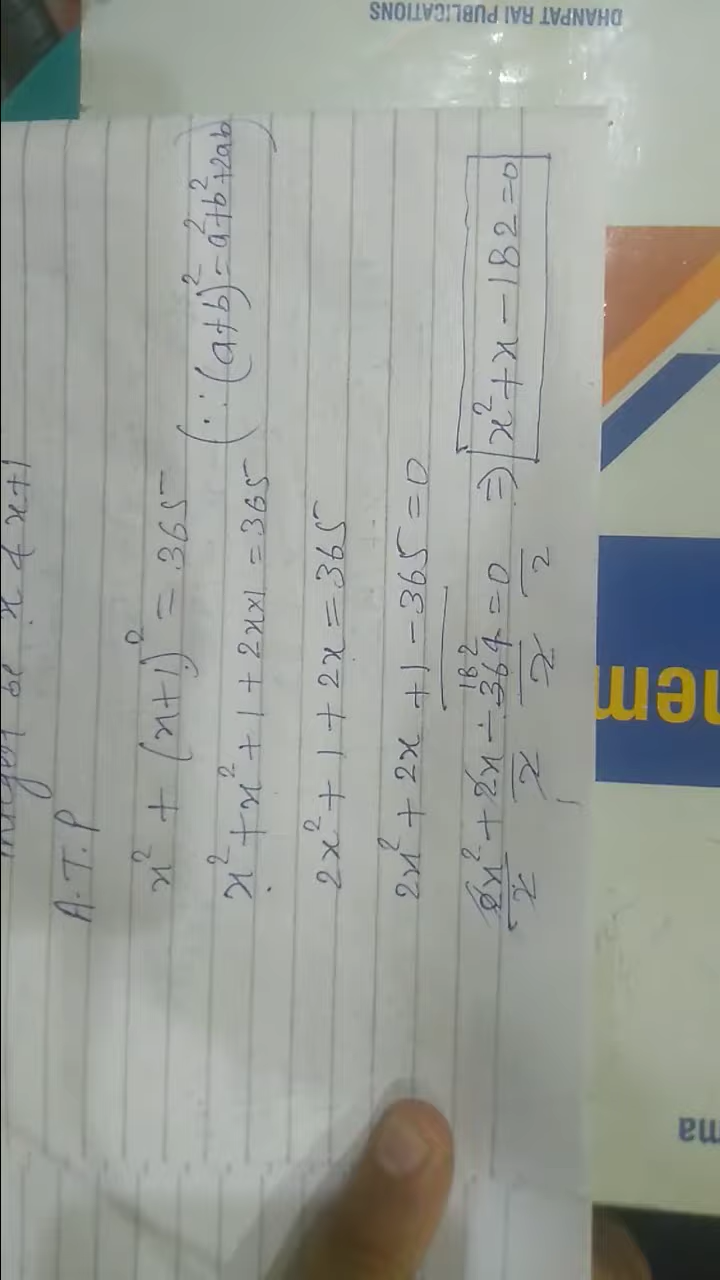 DHANPAT RAI PUBLICATIONS
be x & x+1
A.T.P
x² + (x+1)² = 365
x² + x² + 1 + 2x×1 = 365 (∵ (a+b)² = a²+b²+2ab)
2x² + 1 + 2x = 365
2x² + 2x + 1 - 365 = 0
2x²/2 + 2x/2 - 364/2 = 0/2 ⇒ x² + x - 182 = 0
182
nem
ma